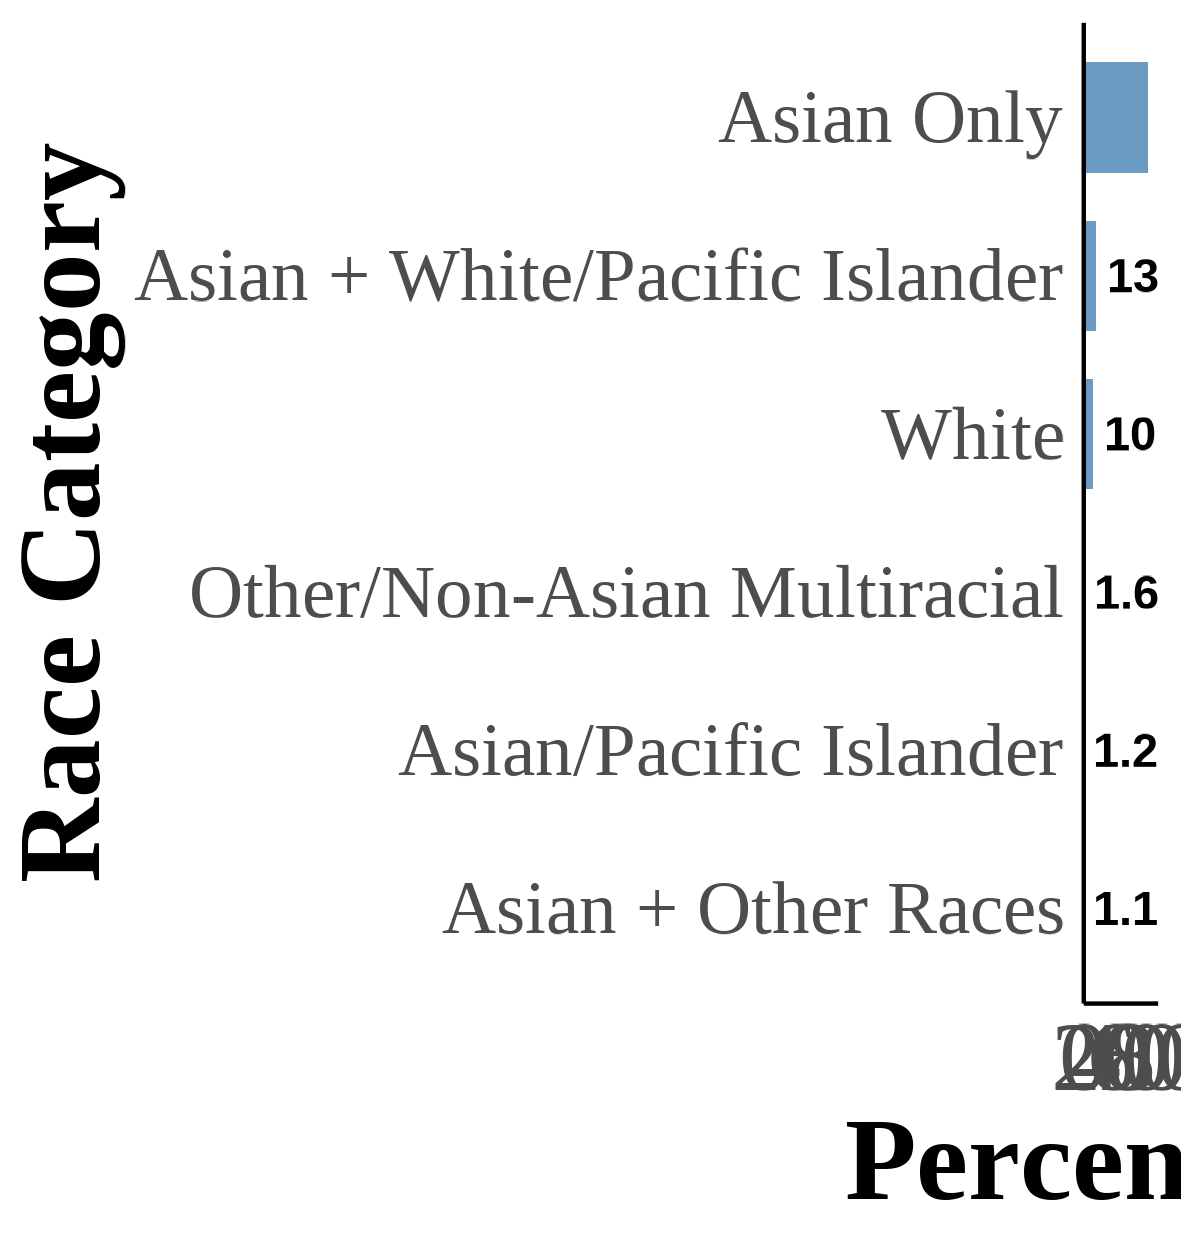 Race Category
Asian Only
Asian + White/Pacific Islander 13
White 10
Other/Non-Asian Multiracial 1.6
Asian/Pacific Islander 1.2
Asian + Other Races 1.1
Percen